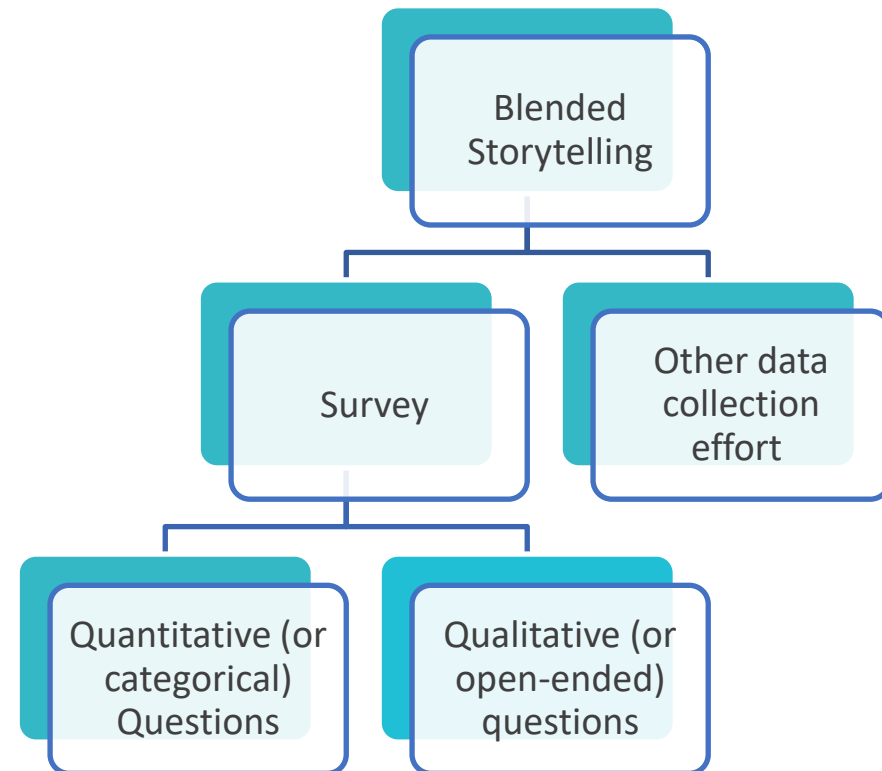 Blended
Storytelling
Survey
Other data
collection
effort
Quantitative (or
categorical)
Questions
Qualitative (or
open-ended)
questions